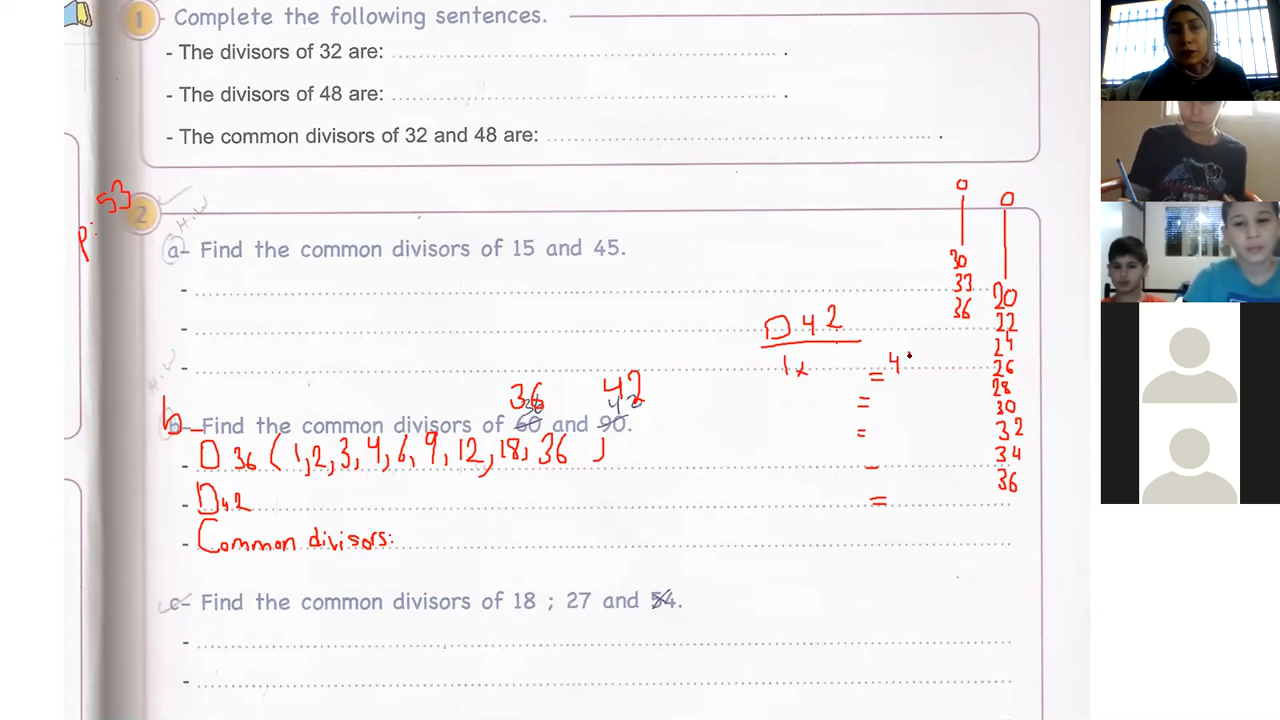 1 - Complete the following sentences.
- The divisors of 32 are: .
- The divisors of 48 are: .
- The common divisors of 32 and 48 are: .
p: 53
2
H.W
a- Find the common divisors of 15 and 45.
0
30
33
36
0
20
22
24
26
28
30
32
34
36
D 42
1 x = 4
=
=
-
=
H.W
36 42
b- Find the common divisors of 60 and 90.
- D 36 ( 1, 2, 3, 4, 6, 9, 12, 18, 36 )
- D 42
- Common divisors:
c- Find the common divisors of 18 ; 27 and 54.